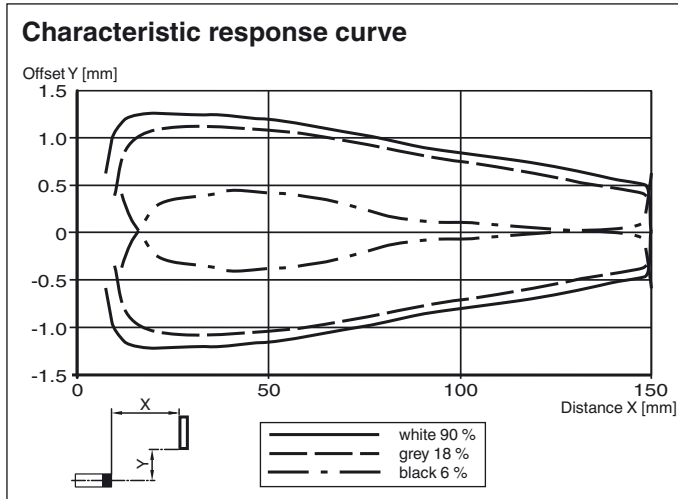 Characteristic response curve
Offset Y [mm]
1.5
1.0
0.5
0
-0.5
-1.0
-1.5
0 50 100 150
Distance X [mm]
X
Y
white 90 %
grey 18 %
black 6 %